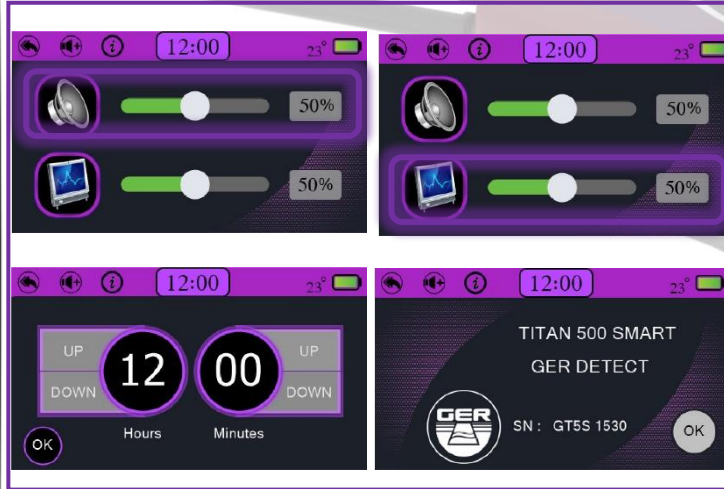 12:00 23°
50%
50%
12:00 23°
50%
50%
12:00 23°
UP 12 00 UP
DOWN DOWN
Hours Minutes
OK
12:00 23°
TITAN 500 SMART
GER DETECT
GER
SN : GT5S 1530
OK